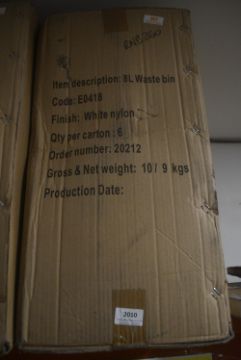 Item description: 8L Waste bin
Code: E0418
Finish: White nylon
Qty per carton : 6
Order number: 20212
Gross & Net weight: 10/ 9 kgs
Production Date:
2010